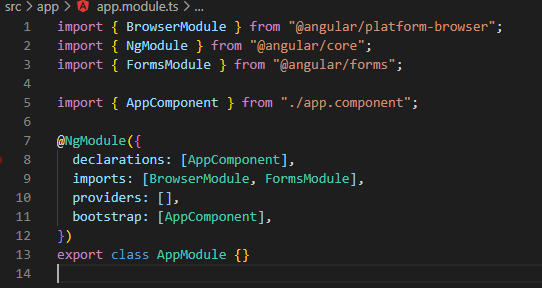 src > app > app.module.ts > ...
1 import { BrowserModule } from "@angular/platform-browser";
2 import { NgModule } from "@angular/core";
3 import { FormsModule } from "@angular/forms";
4
5 import { AppComponent } from "./app.component";
6
7 @NgModule({
8   declarations: [AppComponent],
9   imports: [BrowserModule, FormsModule],
10   providers: [],
11   bootstrap: [AppComponent],
12 })
13 export class AppModule {}
14